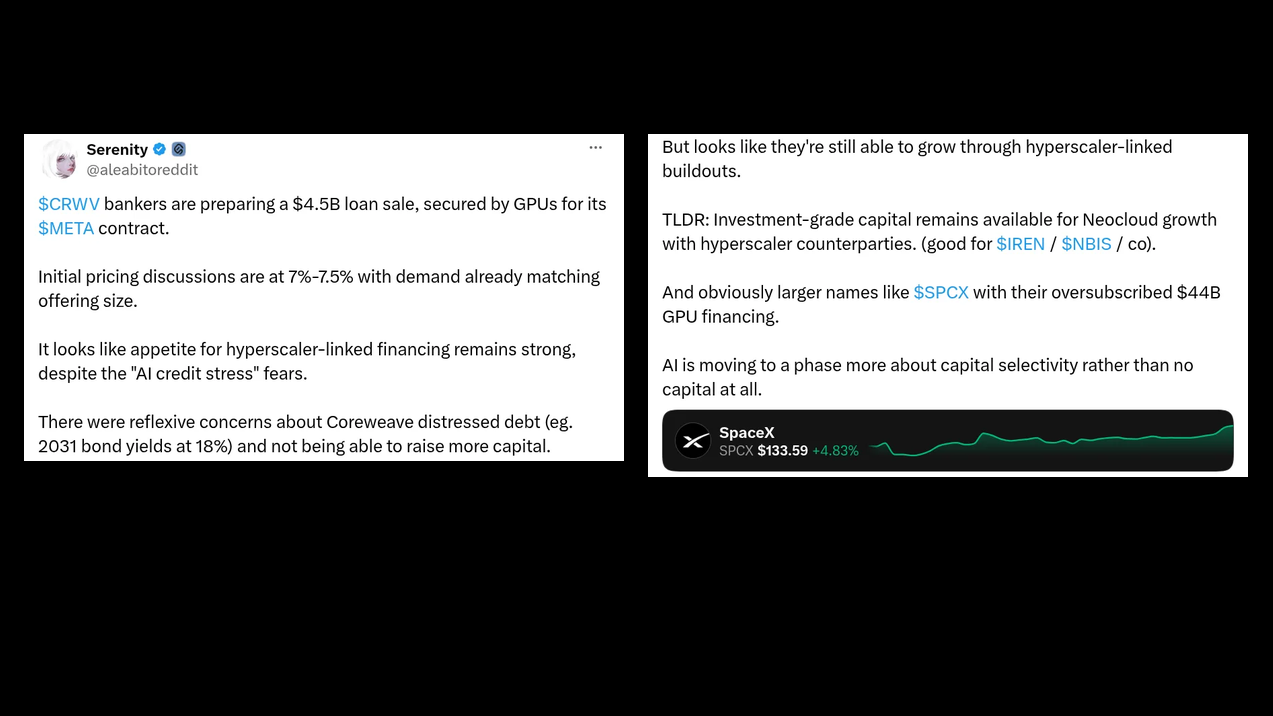 Serenity
@aleabitoreddit
$CRWV bankers are preparing a $4.5B loan sale, secured by GPUs for its
$META contract.
Initial pricing discussions are at 7%-7.5% with demand already matching
offering size.
It looks like appetite for hyperscaler-linked financing remains strong,
despite the "AI credit stress" fears.
There were reflexive concerns about Coreweave distressed debt (eg.
2031 bond yields at 18%) and not being able to raise more capital.
But looks like they're still able to grow through hyperscaler-linked
buildouts.
TLDR: Investment-grade capital remains available for Neocloud growth
with hyperscaler counterparties. (good for $IREN / $NBIS / co).
And obviously larger names like $SPCX with their oversubscribed $44B
GPU financing.
AI is moving to a phase more about capital selectivity rather than no
capital at all.
SpaceX
SPCX $133.59 +4.83%